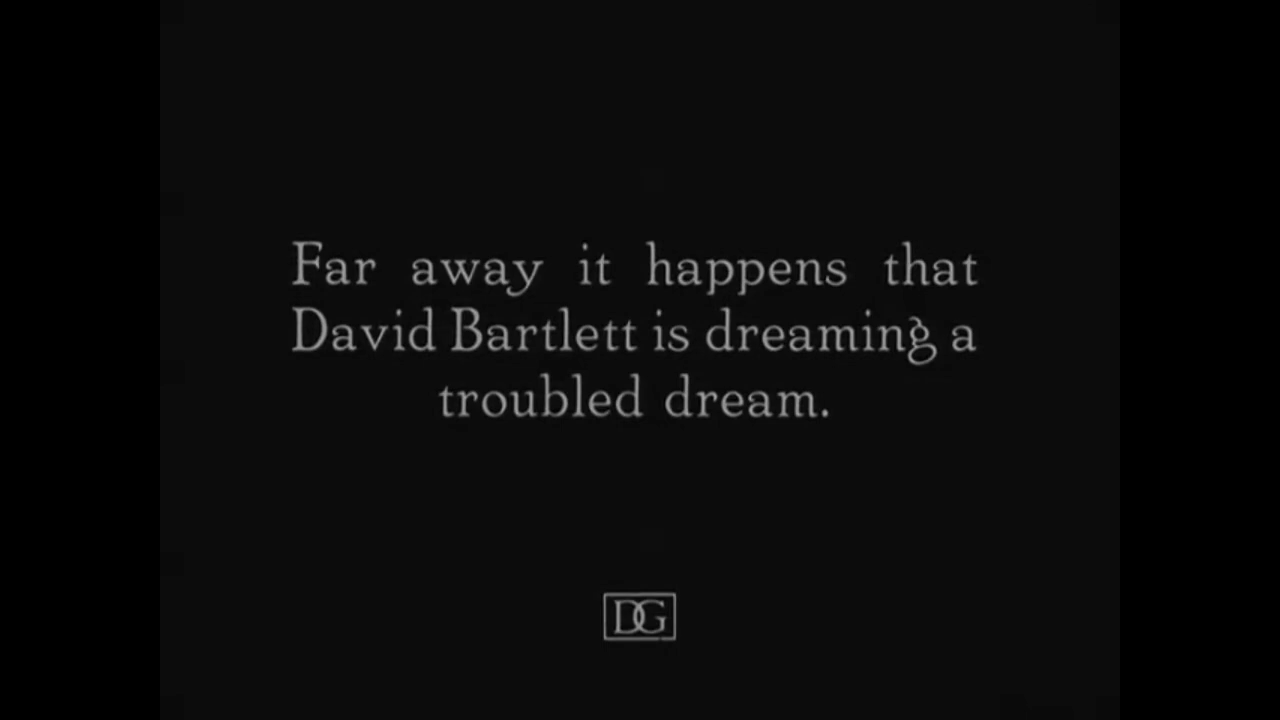 Far away it happens that
David Bartlett is dreaming a
troubled dream.
DG